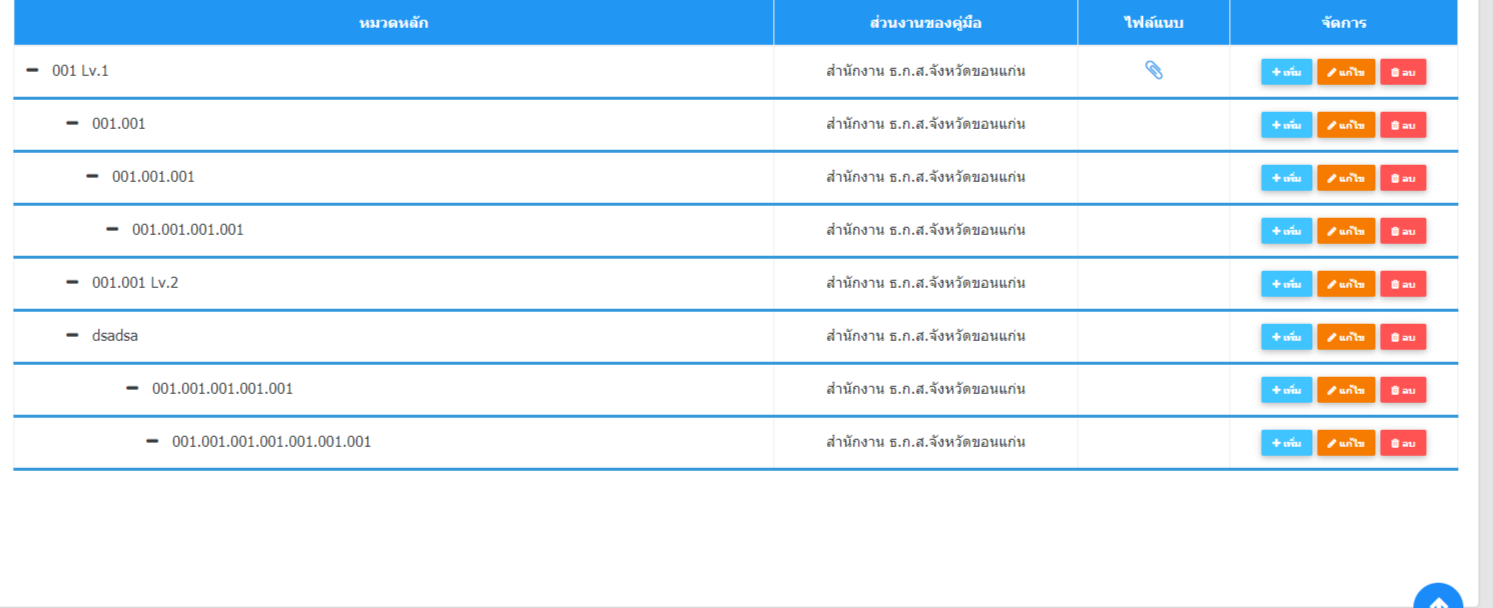 หมวดหลัก ส่วนงานของคู่มือ ไฟล์แนบ จัดการ
001 Lv.1 สำนักงาน ธ.ก.ส.จังหวัดขอนแก่น +เพิ่ม แก้ไข ลบ
001.001 สำนักงาน ธ.ก.ส.จังหวัดขอนแก่น +เพิ่ม แก้ไข ลบ
001.001.001 สำนักงาน ธ.ก.ส.จังหวัดขอนแก่น +เพิ่ม แก้ไข ลบ
001.001.001.001 สำนักงาน ธ.ก.ส.จังหวัดขอนแก่น +เพิ่ม แก้ไข ลบ
001.001 Lv.2 สำนักงาน ธ.ก.ส.จังหวัดขอนแก่น +เพิ่ม แก้ไข ลบ
dsadsa สำนักงาน ธ.ก.ส.จังหวัดขอนแก่น +เพิ่ม แก้ไข ลบ
001.001.001.001.001 สำนักงาน ธ.ก.ส.จังหวัดขอนแก่น +เพิ่ม แก้ไข ลบ
001.001.001.001.001.001.001 สำนักงาน ธ.ก.ส.จังหวัดขอนแก่น +เพิ่ม แก้ไข ลบ